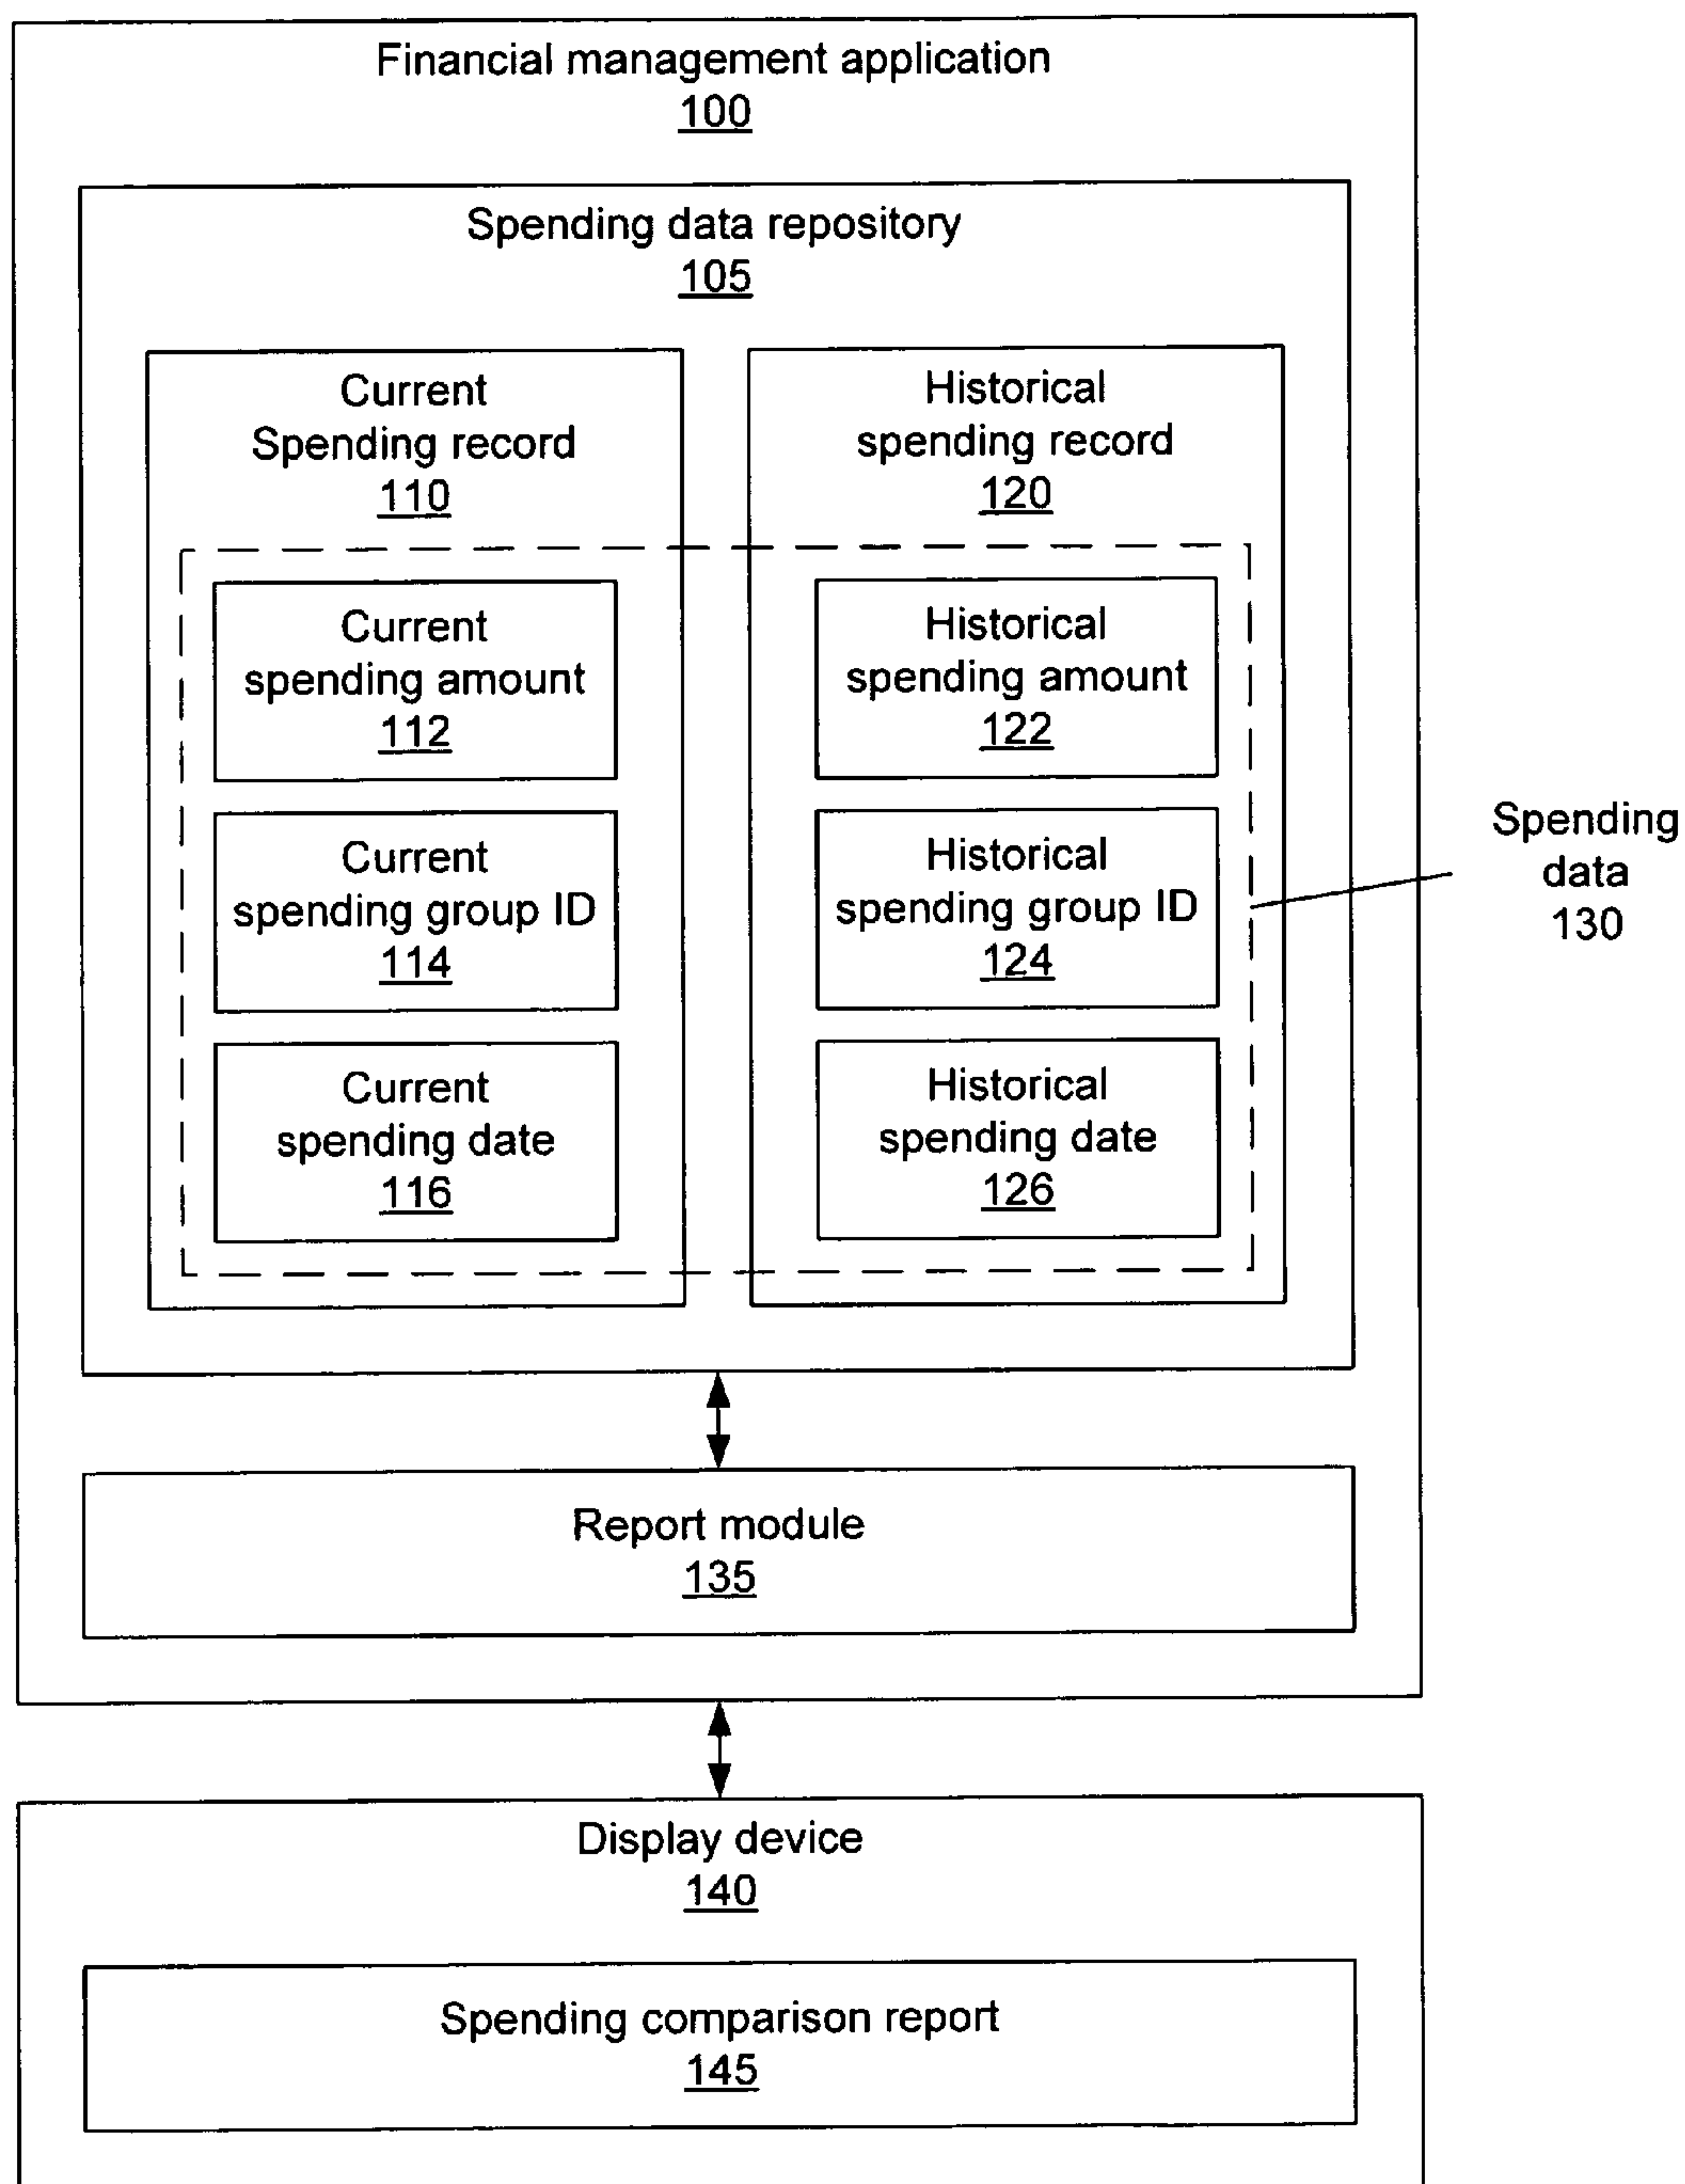 Financial management application
100
Spending data repository
105
Current
Spending record
110
Historical
spending record
120
Current
spending amount
112
Historical
spending amount
122
Current
spending group ID
114
Historical
spending group ID
124
Current
spending date
116
Historical
spending date
126
Spending
data
130
Report module
135
Display device
140
Spending comparison report
145